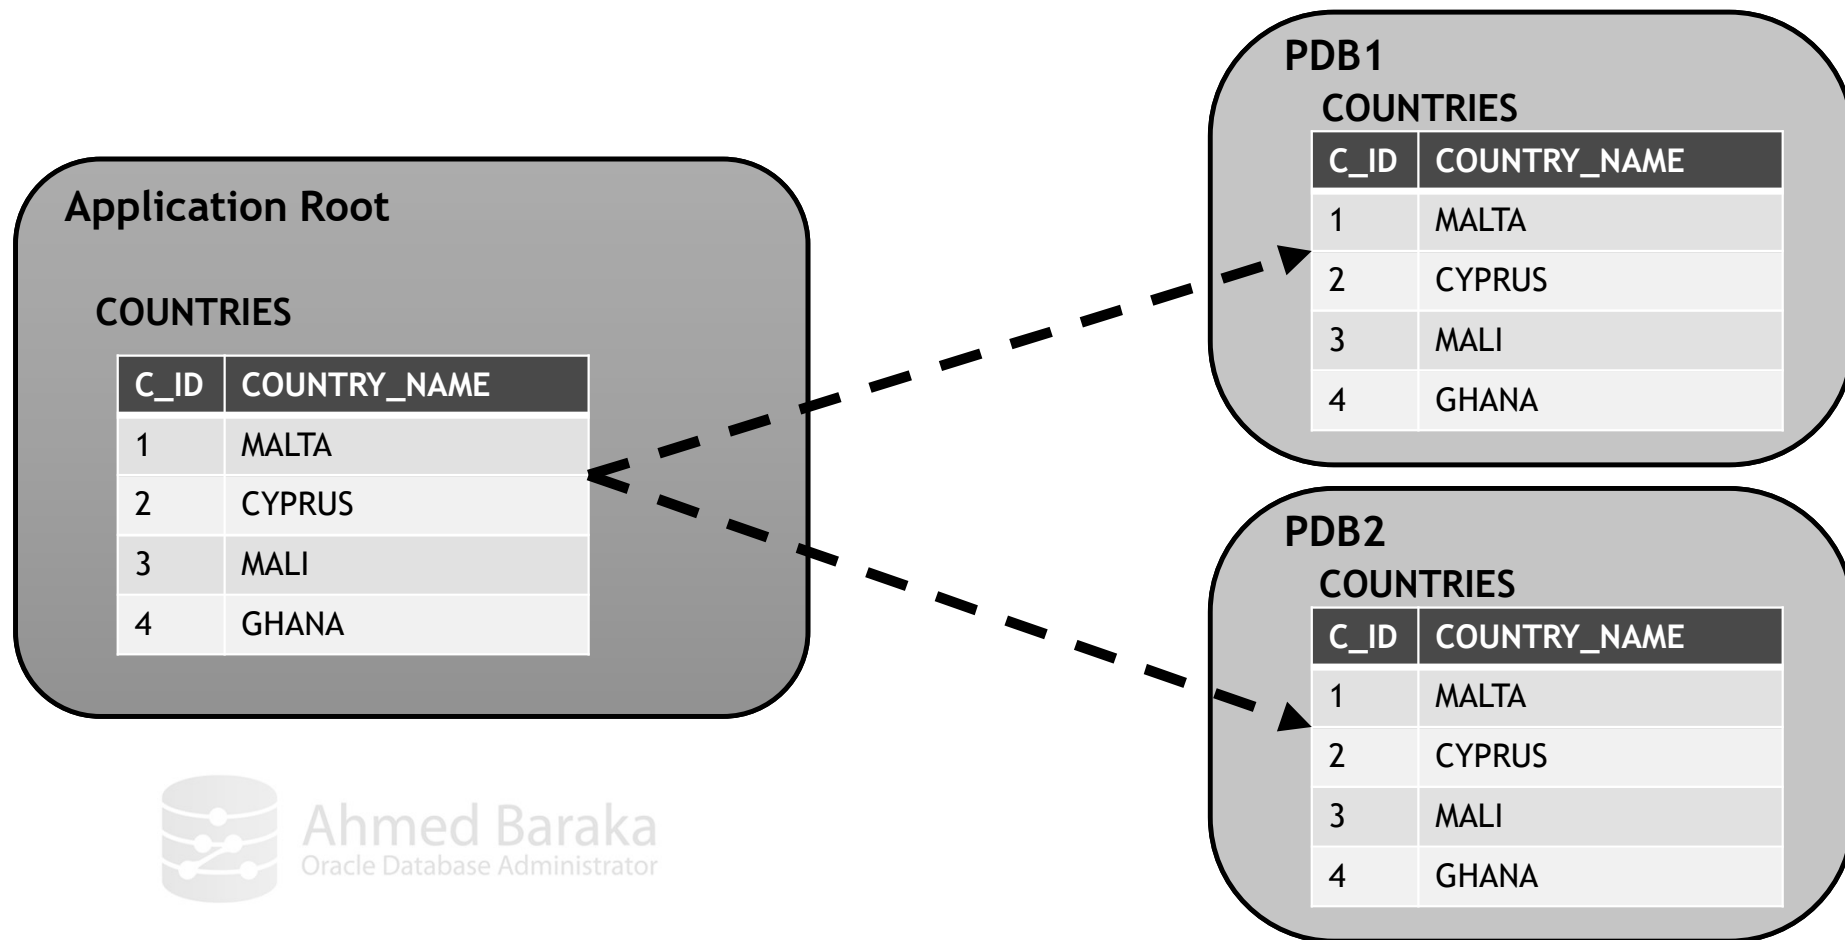 Application Root
COUNTRIES
C_ID COUNTRY_NAME
1 MALTA
2 CYPRUS
3 MALI
4 GHANA
PDB1
COUNTRIES
C_ID COUNTRY_NAME
1 MALTA
2 CYPRUS
3 MALI
4 GHANA
PDB2
COUNTRIES
C_ID COUNTRY_NAME
1 MALTA
2 CYPRUS
3 MALI
4 GHANA
Ahmed Baraka
Oracle Database Administrator